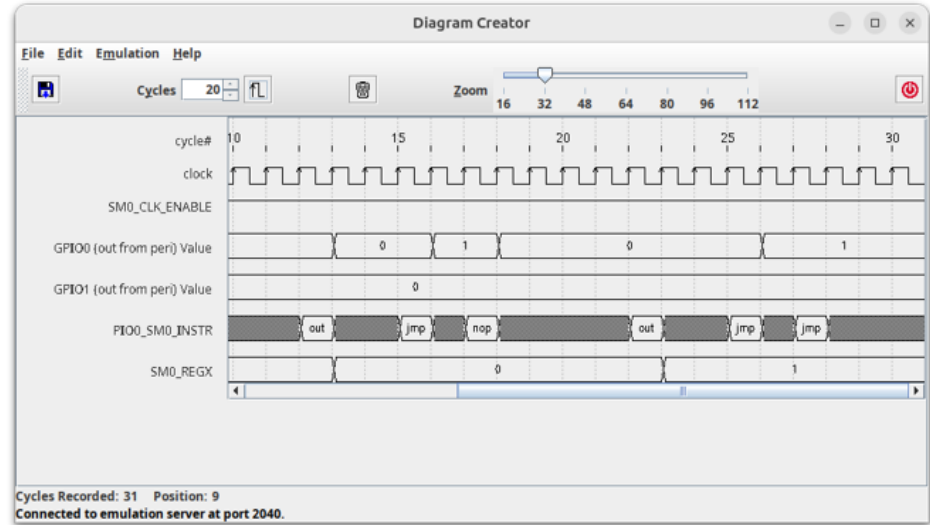 Diagram Creator
File Edit Emulation Help
Cycles 20 Zoom 16 32 48 64 80 96 112
cycle# 10 15 20 25 30
clock
SM0_CLK_ENABLE
GPIO0 (out from peri) Value 0 1 0 1
GPIO1 (out from peri) Value 0
PIO0_SM0_INSTR out jmp nop out jmp jmp
SM0_REGX 0 1
Cycles Recorded: 31 Position: 9
Connected to emulation server at port 2040.